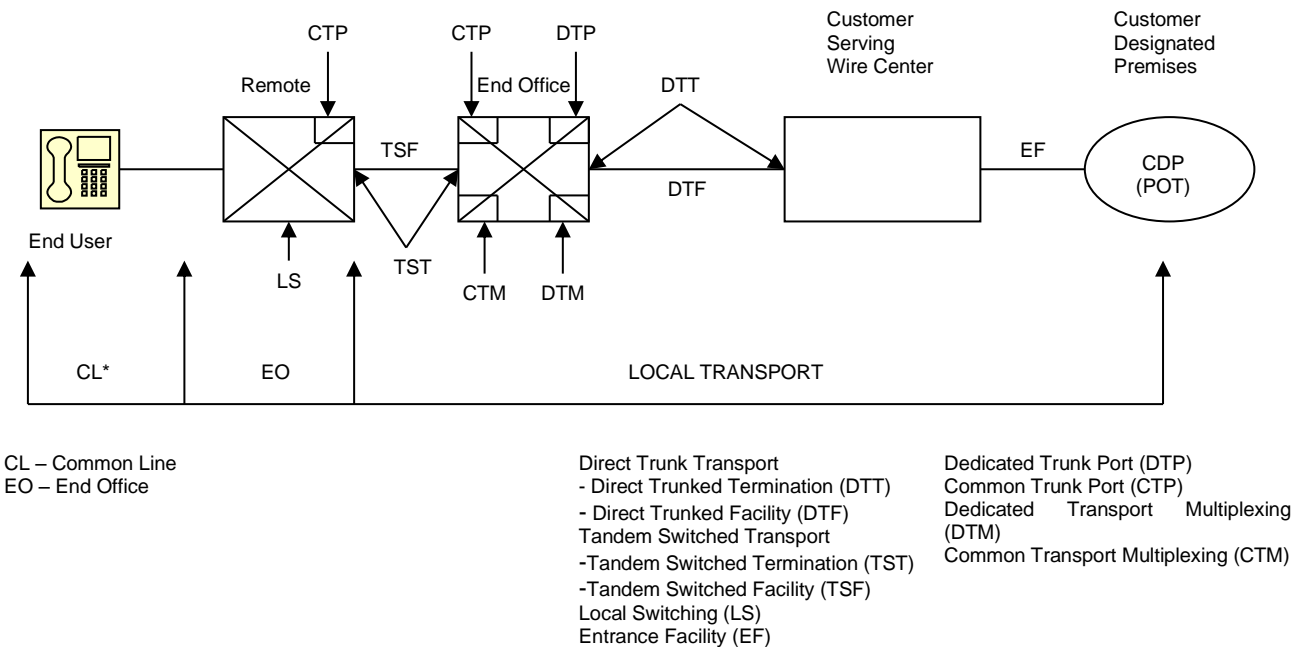 CTP
CTP
DTP
Customer
Serving
Wire Center
Customer
Designated
Premises
Remote
End Office
DTT
TSF
DTF
EF
CDP
(POT)
End User
LS
TST
CTM
DTM
CL*
EO
LOCAL TRANSPORT
CL – Common Line
EO – End Office
Direct Trunk Transport
- Direct Trunked Termination (DTT)
- Direct Trunked Facility (DTF)
Tandem Switched Transport
-Tandem Switched Termination (TST)
-Tandem Switched Facility (TSF)
Local Switching (LS)
Entrance Facility (EF)
Dedicated Trunk Port (DTP)
Common Trunk Port (CTP)
Dedicated Transport Multiplexing
(DTM)
Common Transport Multiplexing (CTM)